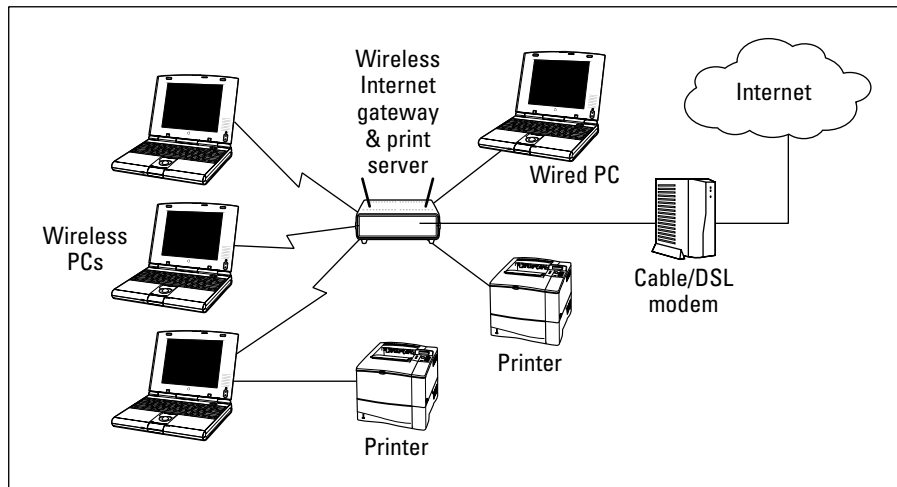 Wireless
Internet
gateway
& print
server
Internet
Wired PC
Wireless
PCs
Cable/DSL
modem
Printer
Printer